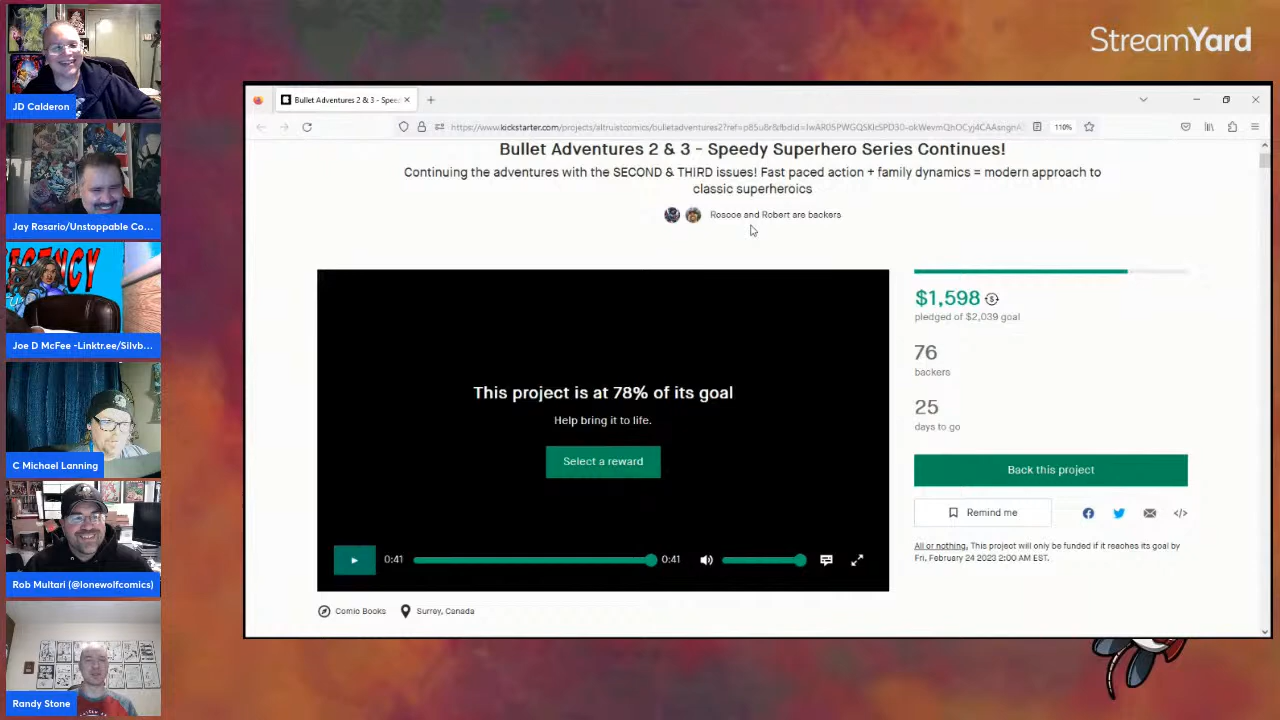 StreamYard
JD Calderon
Jay Rosario/Unstoppable Co...
GENCY
Joe D McFee -Linktr.ee/Silvb...
C Michael Lanning
Rob Multari (@lonewolfcomics)
Randy Stone
Bullet Adventures 2 & 3 - Spee
110%
Bullet Adventures 2 & 3 - Speedy Superhero Series Continues!
Continuing the adventures with the SECOND & THIRD issues! Fast paced action + family dynamics = modern approach to
classic superheroics
Roscoe and Robert are backers
This project is at 78% of its goal
Help bring it to life.
Select a reward
0:41
0:41
Comic Books
Surrey, Canada
$1,598
pledged of $2,039 goal
76
backers
25
days to go
Back this project
Remind me
All or nothing. This project will only be funded if it reaches its goal by
Fri, February 24 2023 2:00 AM EST.